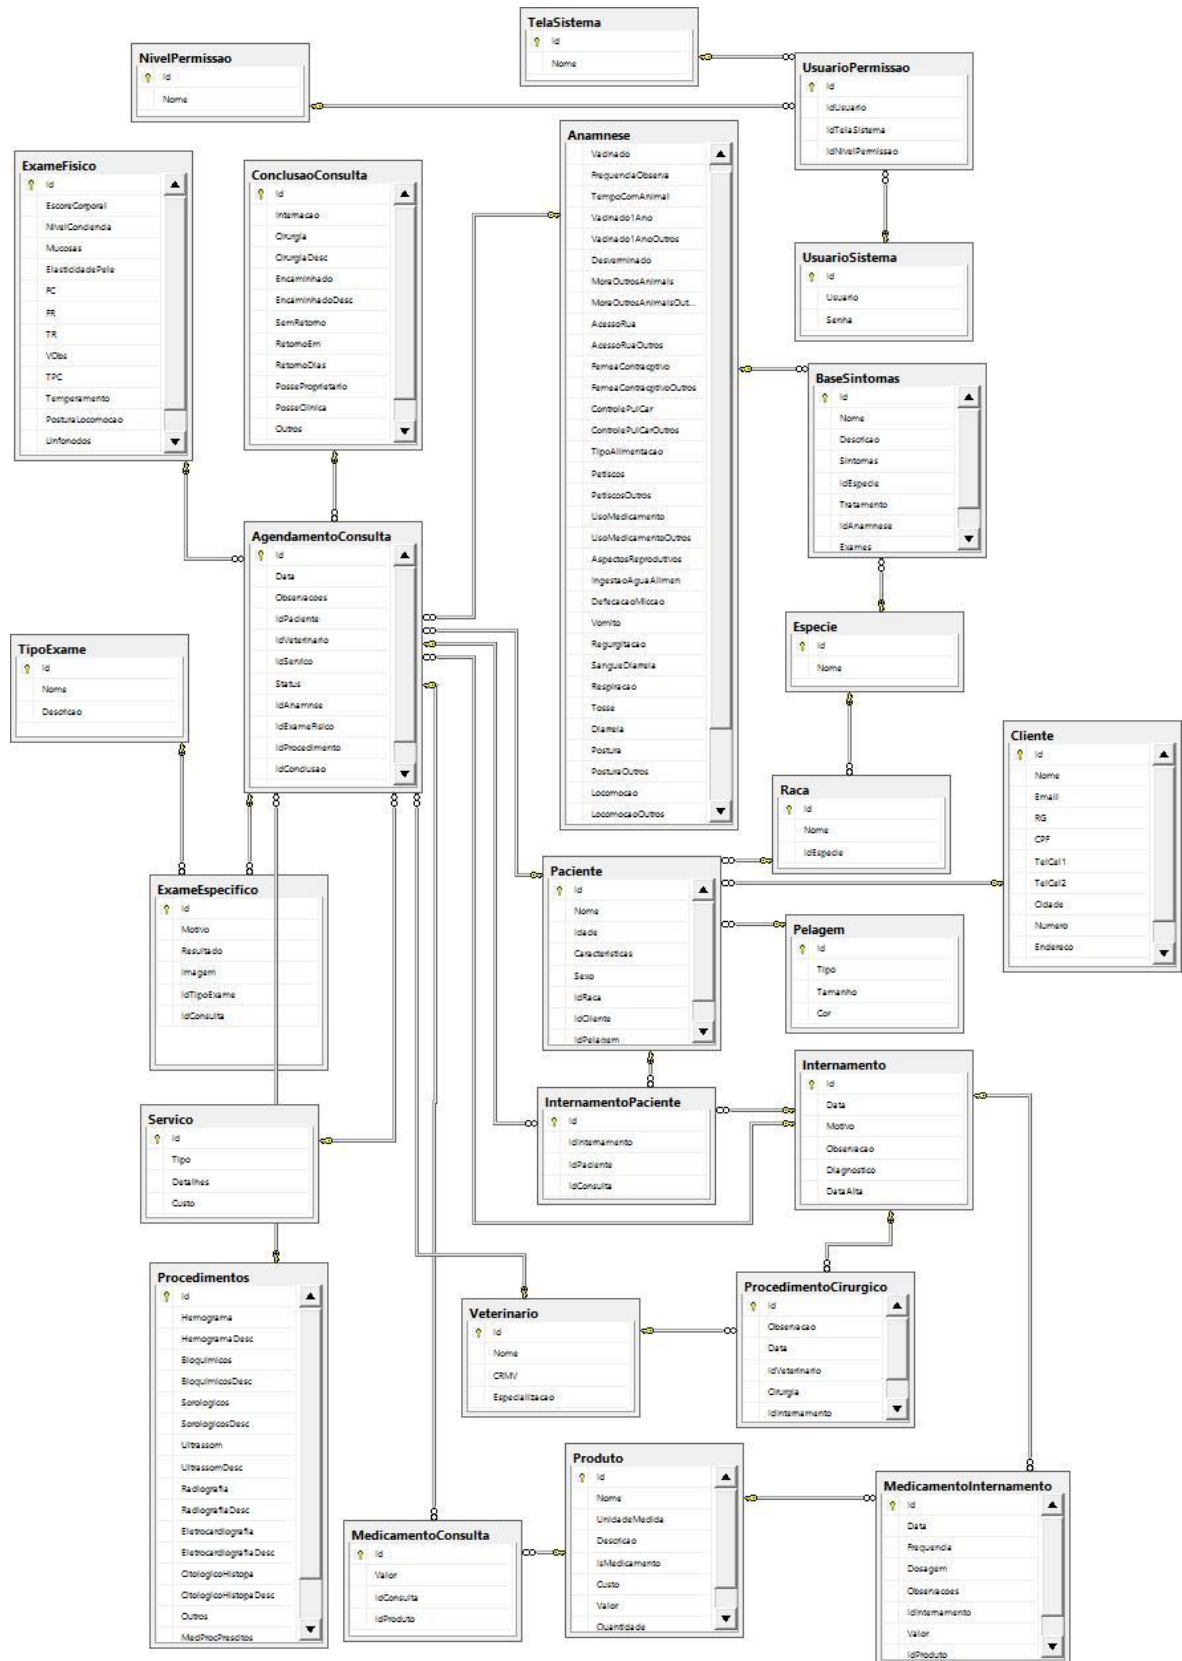 TelaSistema
Id
Nome
NivelPermissao
Id
Nome
UsuarioPermissao
Id
IdUsuario
IdTelaSistema
IdNivelPermissao
Anamnese
Vacinado
FrequenciaObserva
TempoComAnimal
Vacinado1Ano
Vacinado1AnoOutros
Desverminado
MoraOutrosAnimais
MoraOutrosAnimaisOut...
AcessoRua
AcessoRuaOutros
FemeaContracptivo
FemeaContracptivoOutros
ControlePulCar
ControlePulCarOutros
TipoAlimentacao
Petiscos
PetiscosOutros
UsoMedicamento
UsoMedicamentoOutros
AspectosReprodutivos
IngestaoAguaAlimen
DefecacaoMiccao
Vomito
Regurgitacao
SangueDiarreia
Respiracao
Tosse
Diarreia
Postura
PosturaOutros
Locomocao
LocomocaoOutros
ExameFisico
Id
EscoreCorporal
NivelConciencia
Mucosas
ElasticidadePele
FC
FR
TR
VObs
TPC
Temperamento
PosturaLocomocao
Linfonodos
ConclusaoConsulta
Id
Internacao
Cirurgia
CirurgiaDesc
Encaminhado
EncaminhadoDesc
SemRetorno
RetornoEm
RetornoDias
PosseProprietario
PosseClinica
Outros
UsuarioSistema
Id
Usuario
Senha
BaseSintomas
Id
Nome
Descricao
Sintomas
IdEspecie
Tratamento
IdAnamnese
Exames
AgendamentoConsulta
Id
Data
Observacoes
IdPaciente
IdVeterinario
IdServico
Status
IdAnamnse
IdExameFisico
IdProcedimento
IdConclusao
TipoExame
Id
Nome
Descricao
Especie
Id
Nome
Cliente
Id
Nome
Email
RG
CPF
TelCel1
TelCel2
Cidade
Numero
Endereco
Raca
Id
Nome
IdEspecie
Paciente
Id
Nome
Idade
Caracteristicas
Sexo
IdRaca
IdCliente
IdPelagem
ExameEspecifico
Id
Motivo
Resultado
Imagem
IdTipoExame
IdConsulta
Pelagem
Id
Tipo
Tamanho
Cor
Internamento
Id
Data
Motivo
Observacao
Diagnostico
DataAlta
InternamentoPaciente
Id
IdInternamento
IdPaciente
IdConsulta
Servico
Id
Tipo
Detalhes
Custo
Procedimentos
Id
Hemograma
HemogramaDesc
Bioquimicos
BioquimicosDesc
Sorologicos
SorologicosDesc
Ultrassom
UltrassomDesc
Radiografia
RadiografiaDesc
Eletrocardiografia
EletrocardiografiaDesc
CitologicoHistopa
CitologicoHistopaDesc
Outros
MedProcPrescitos
Veterinario
Id
Nome
CRMV
Especializacao
ProcedimentoCirurgico
Id
Observacao
Data
IdVeterinario
Cirurgia
IdInternamento
Produto
Id
Nome
UnidadeMedida
Descricao
IsMedicamento
Custo
Valor
Quantidade
MedicamentoInternamento
Id
Data
Frequencia
Dosagem
Observacoes
IdInternamento
Valor
IdProduto
MedicamentoConsulta
Id
Valor
IdConsulta
IdProduto